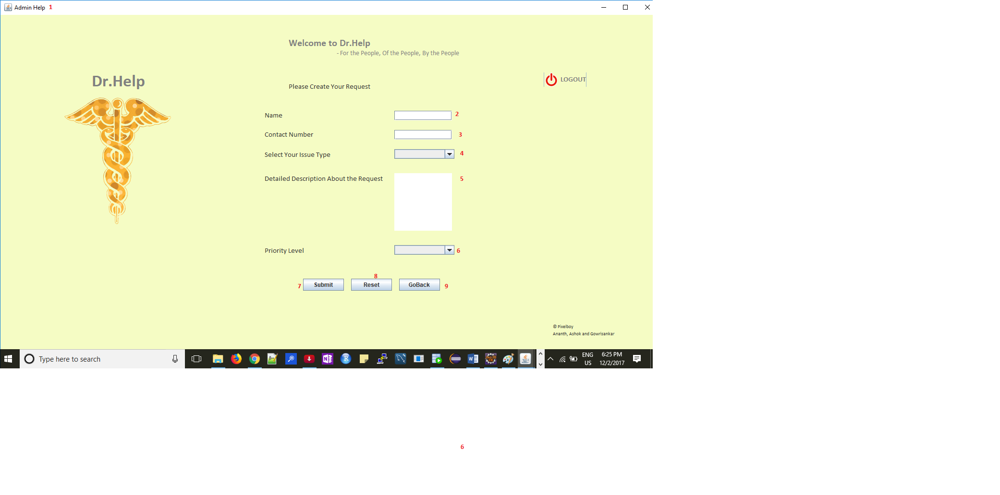 Admin Help 1
Welcome to Dr.Help
- For the People, Of the People, By the People
Dr.Help
LOGOUT
Please Create Your Request
Name 2
Contact Number 3
Select Your Issue Type 4
Detailed Description About the Request 5
Priority Level 6
8
7 Submit Reset GoBack 9
© Pixelboy
Ananth, Ashok and Gowrisankar
Type here to search
ENG
US
6:25 PM
12/2/2017
6